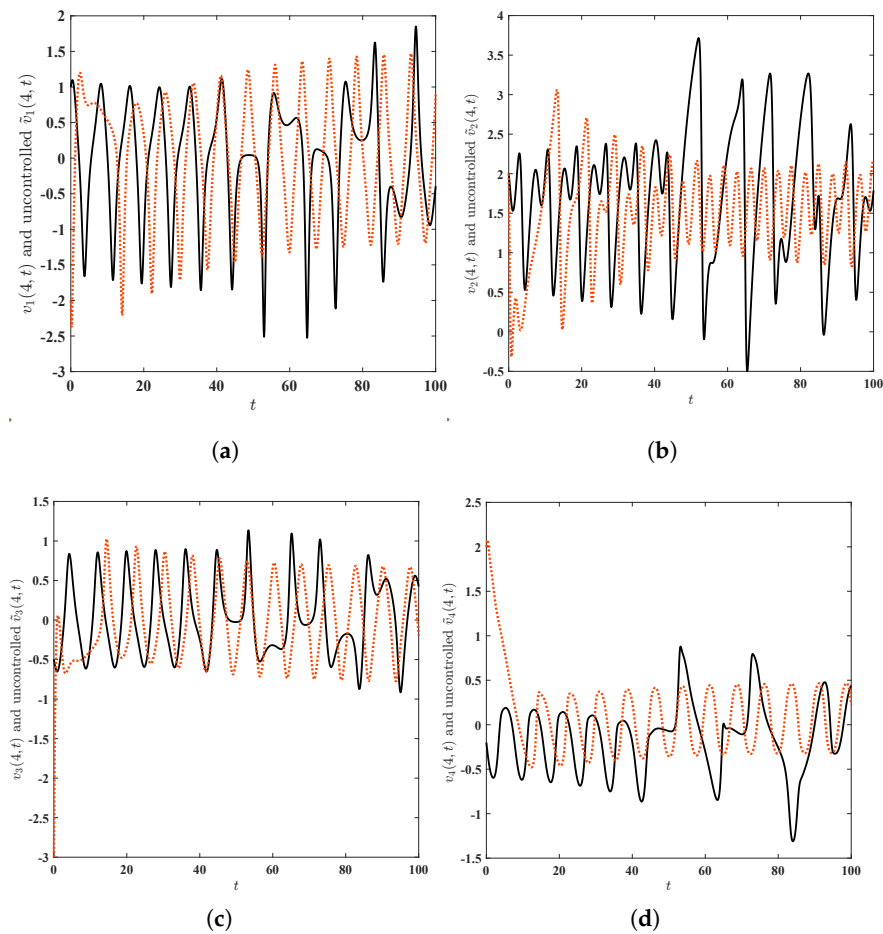 2
1.5
1
0.5
0
-0.5
-1
-1.5
-2
-2.5
-3
0 20 40 60 80 100
t
v₁(4, t) and uncontrolled ṽ₁(4, t)
(a)
4
3.5
3
2.5
2
1.5
1
0.5
0
-0.5
0 20 40 60 80 100
t
v₂(4, t) and uncontrolled ṽ₂(4, t)
(b)
1.5
1
0.5
0
-0.5
-1
-1.5
-2
-2.5
-3
0 20 40 60 80 100
t
v₃(4, t) and uncontrolled ṽ₃(4, t)
(c)
2.5
2
1.5
1
0.5
0
-0.5
-1
-1.5
0 20 40 60 80 100
t
v₄(4, t) and uncontrolled ṽ₄(4, t)
(d)